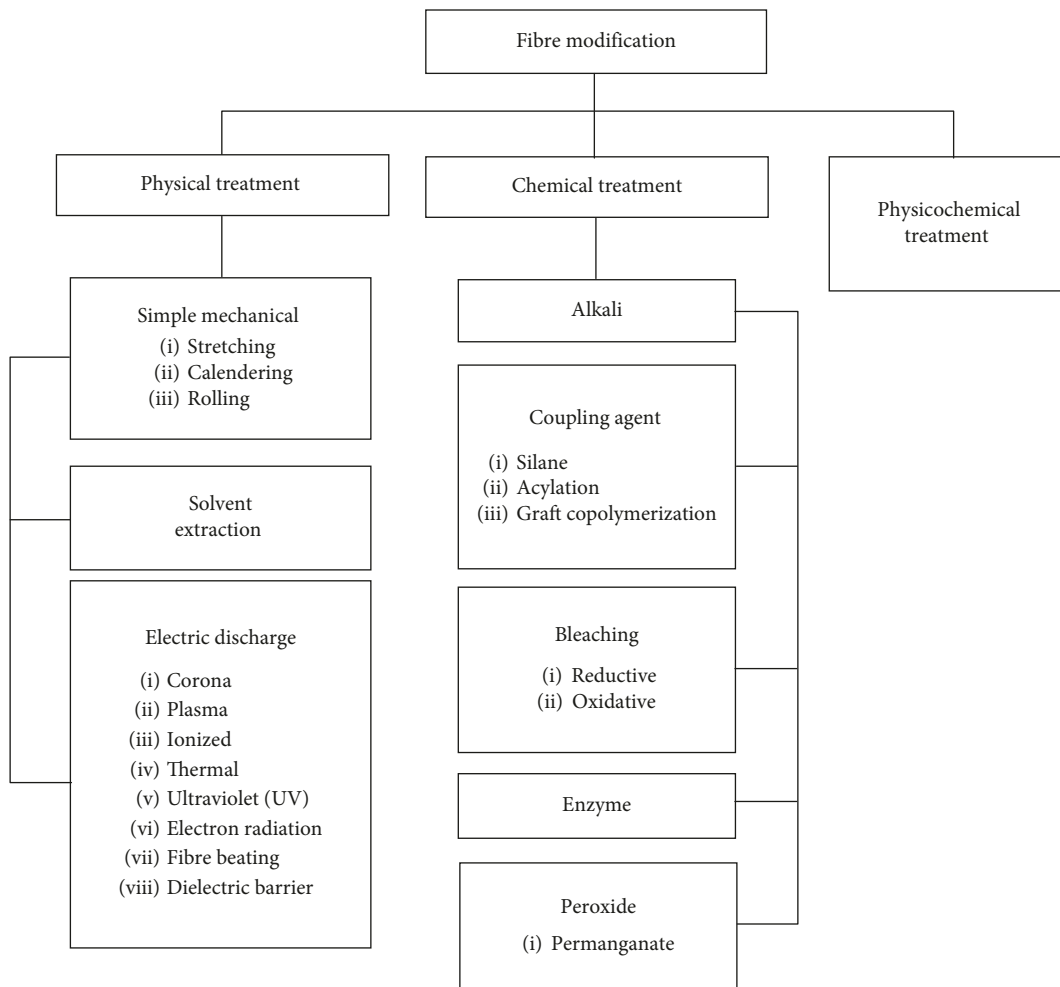 Fibre modification
Physical treatment
Simple mechanical
(i) Stretching
(ii) Calendering
(iii) Rolling
Solvent
extraction
Electric discharge
(i) Corona
(ii) Plasma
(iii) Ionized
(iv) Thermal
(v) Ultraviolet (UV)
(vi) Electron radiation
(vii) Fibre beating
(viii) Dielectric barrier
Chemical treatment
Alkali
Coupling agent
(i) Silane
(ii) Acylation
(iii) Graft copolymerization
Bleaching
(i) Reductive
(ii) Oxidative
Enzyme
Peroxide
(i) Permanganate
Physicochemical
treatment